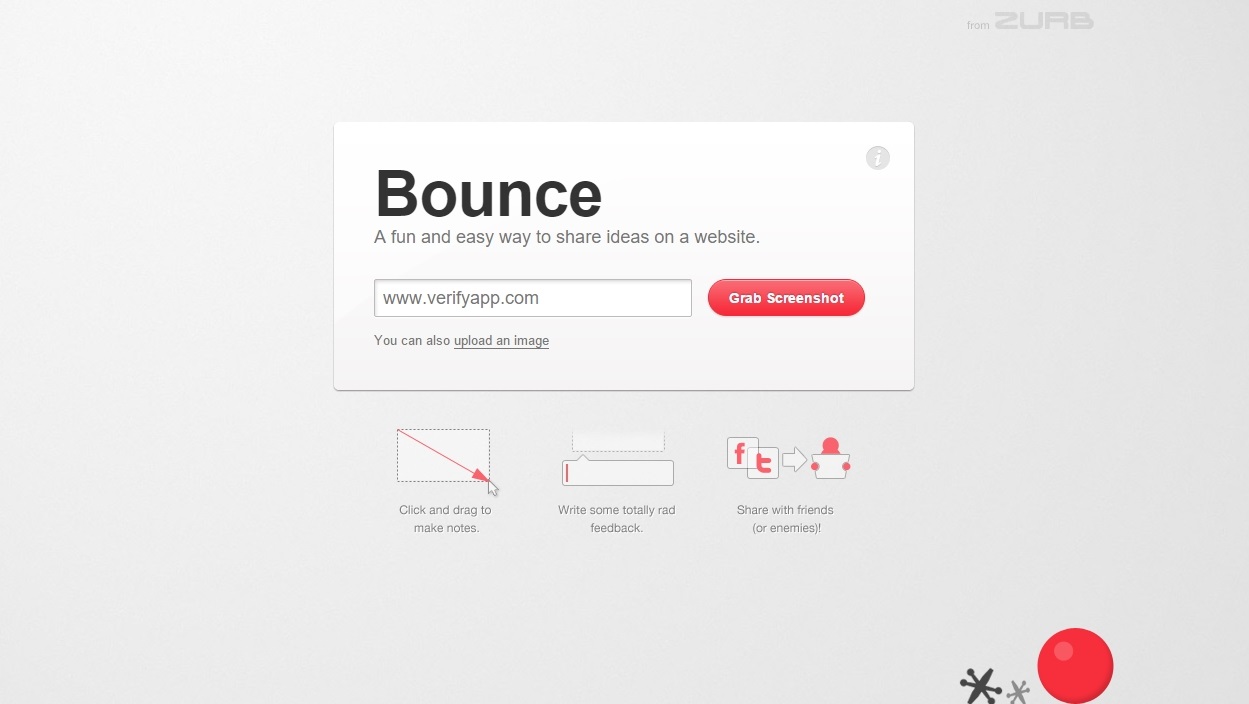 from ZURB
Bounce
A fun and easy way to share ideas on a website.
www.verifyapp.com
Grab Screenshot
You can also upload an image
Click and drag to
make notes.
Write some totally rad
feedback.
Share with friends
(or enemies)!